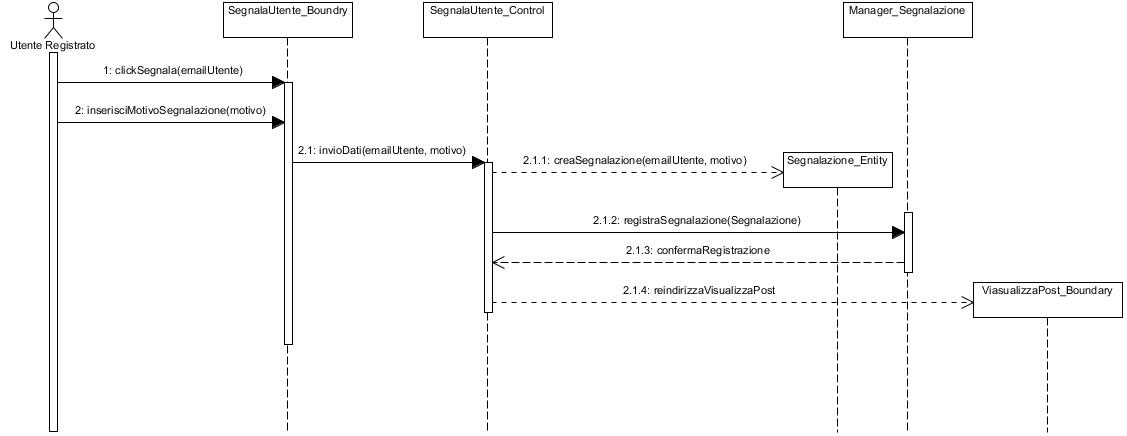 SegnalaUtente_Boundry
SegnalaUtente_Control
Manager_Segnalazione
Utente Registrato
1: clickSegnala(emailUtente)
2: inserisciMotivoSegnalazione(motivo)
2.1: invioDati(emailUtente, motivo)
2.1.1: creaSegnalazione(emailUtente, motivo)
Segnalazione_Entity
2.1.2: registraSegnalazione(Segnalazione)
2.1.3: confermaRegistrazione
2.1.4: reindirizzaVisualizzaPost
ViasualizzaPost_Boundary